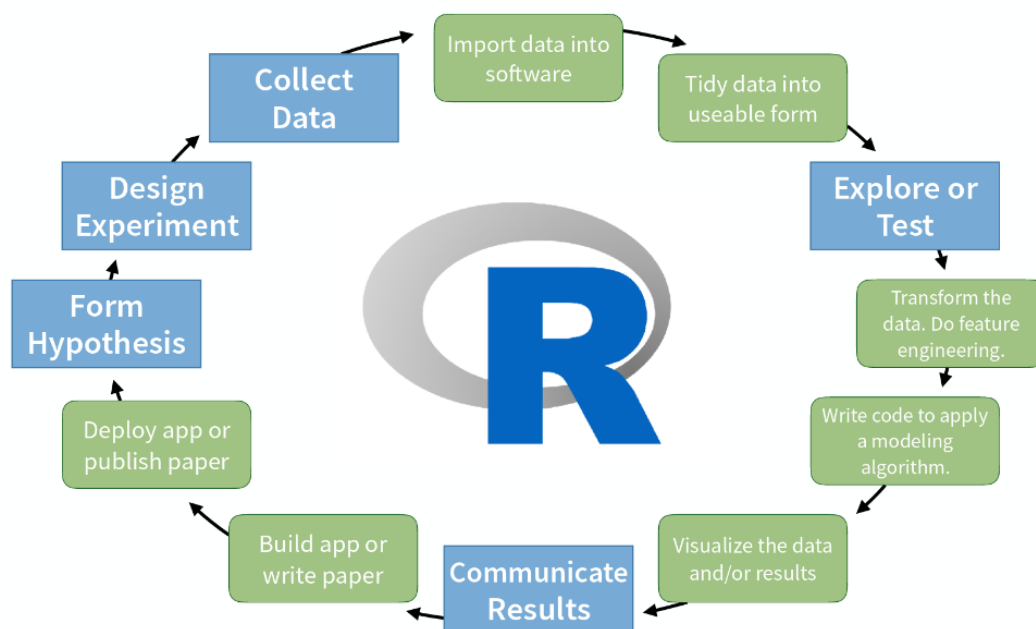 Collect
Data
Import data into
software
Tidy data into
useable form
Explore or
Test
Transform the
data. Do feature
engineering.
Write code to apply
a modeling
algorithm.
Visualize the data
and/or results
Communicate
Results
Build app or
write paper
Deploy app or
publish paper
Form
Hypothesis
Design
Experiment
R